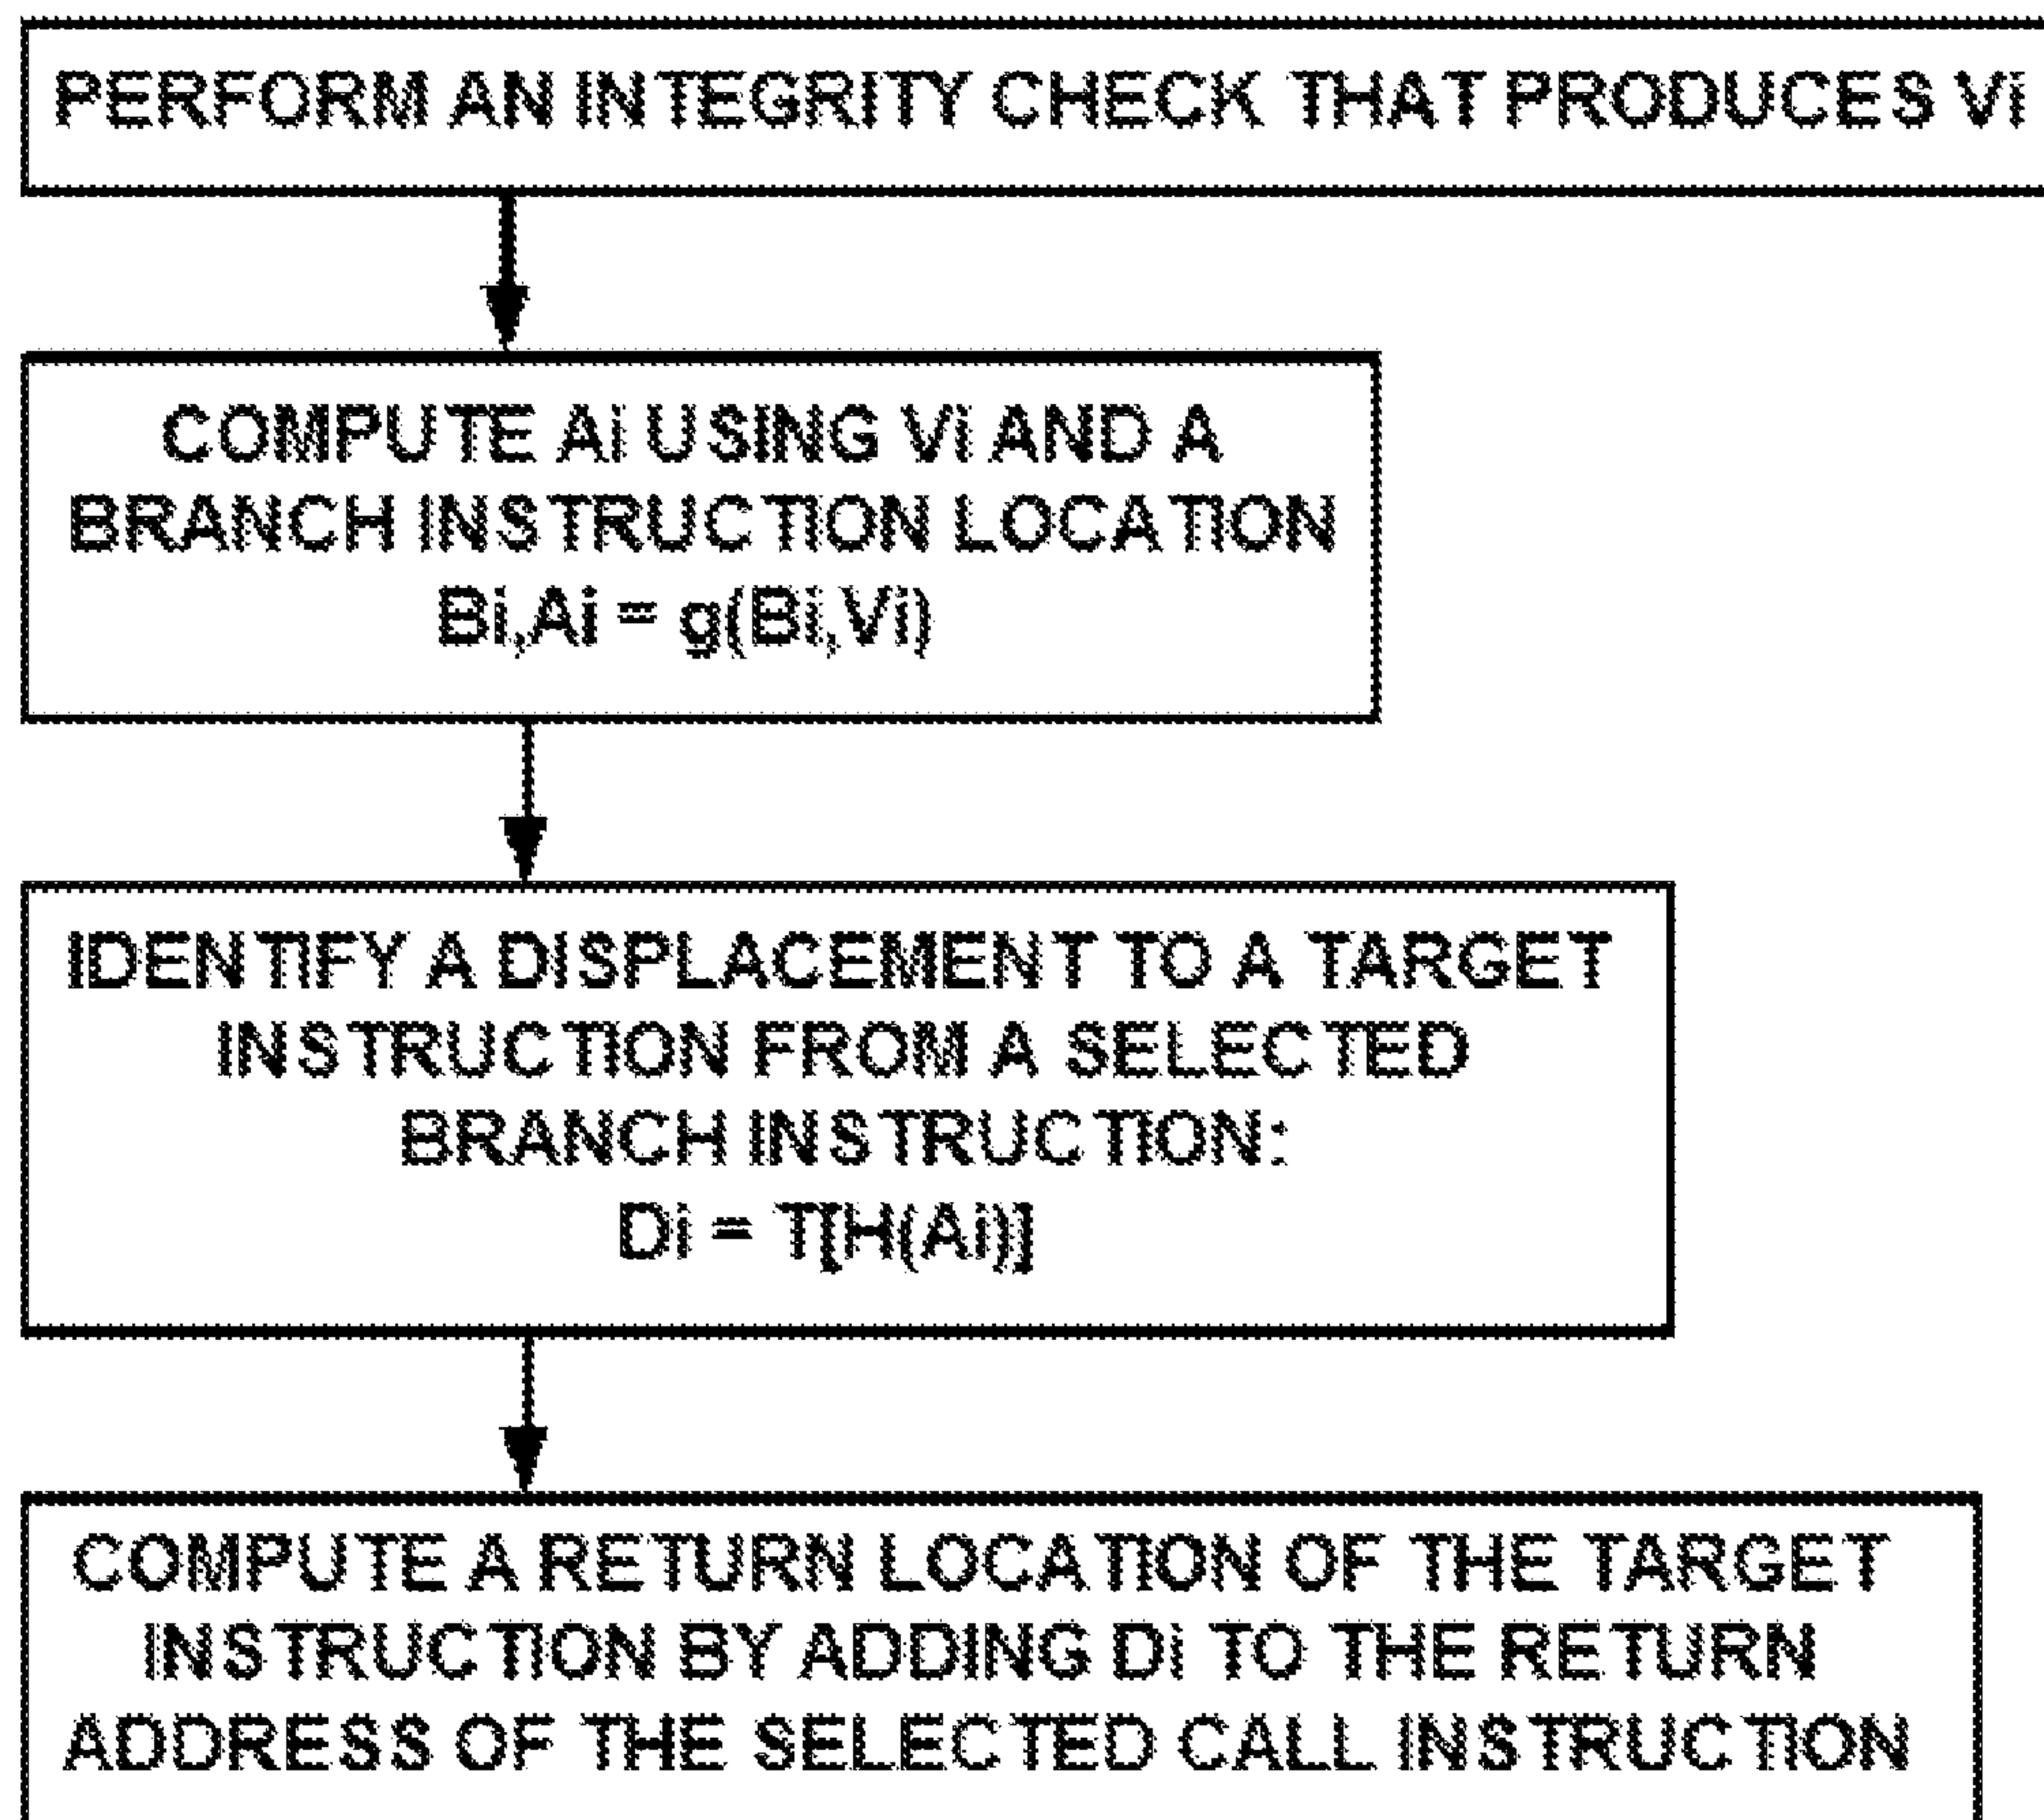 PERFORM AN INTEGRITY CHECK THAT PRODUCES Vi
COMPUTE Ai USING Vi AND A
BRANCH INSTRUCTION LOCATION
Bi,Ai = g(Bi,Vi)
IDENTIFY A DISPLACEMENT TO A TARGET
INSTRUCTION FROM A SELECTED
BRANCH INSTRUCTION:
Di = T[H(Ai)]
COMPUTE A RETURN LOCATION OF THE TARGET
INSTRUCTION BY ADDING Di TO THE RETURN
ADDRESS OF THE SELECTED CALL INSTRUCTION